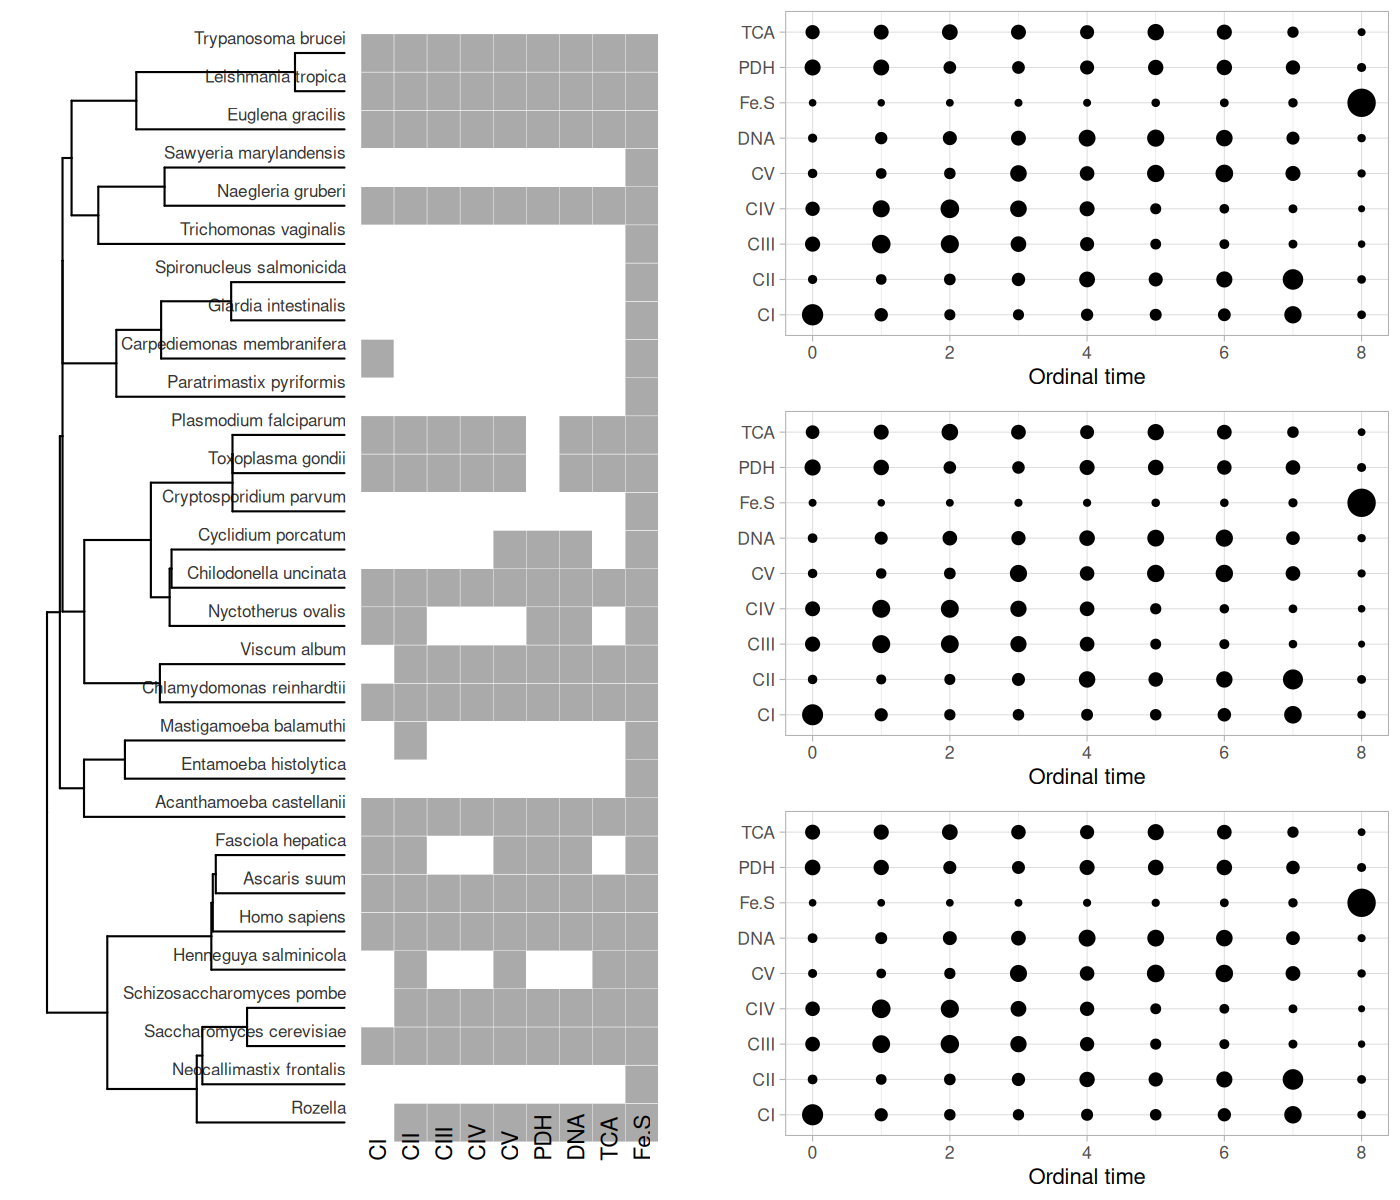 Trypanosoma brucei
Leishmania tropica
Euglena gracilis
Sawyeria marylandensis
Naegleria gruberi
Trichomonas vaginalis
Spironucleus salmonicida
Giardia intestinalis
Carpediemonas membranifera
Paratrimastix pyriformis
Plasmodium falciparum
Toxoplasma gondii
Cryptosporidium parvum
Cyclidium porcatum
Chilodonella uncinata
Nyctotherus ovalis
Viscum album
Chlamydomonas reinhardtii
Mastigamoeba balamuthi
Entamoeba histolytica
Acanthamoeba castellanii
Fasciola hepatica
Ascaris suum
Homo sapiens
Henneguya salminicola
Schizosaccharomyces pombe
Saccharomyces cerevisiae
Neocallimastix frontalis
Rozella
CI CII CIII CIV CV PDH DNA TCA Fe.S
TCA
PDH
Fe.S
DNA
CV
CIV
CIII
CII
CI
0 2 4 6 8
Ordinal time
TCA
PDH
Fe.S
DNA
CV
CIV
CIII
CII
CI
0 2 4 6 8
Ordinal time
TCA
PDH
Fe.S
DNA
CV
CIV
CIII
CII
CI
0 2 4 6 8
Ordinal time